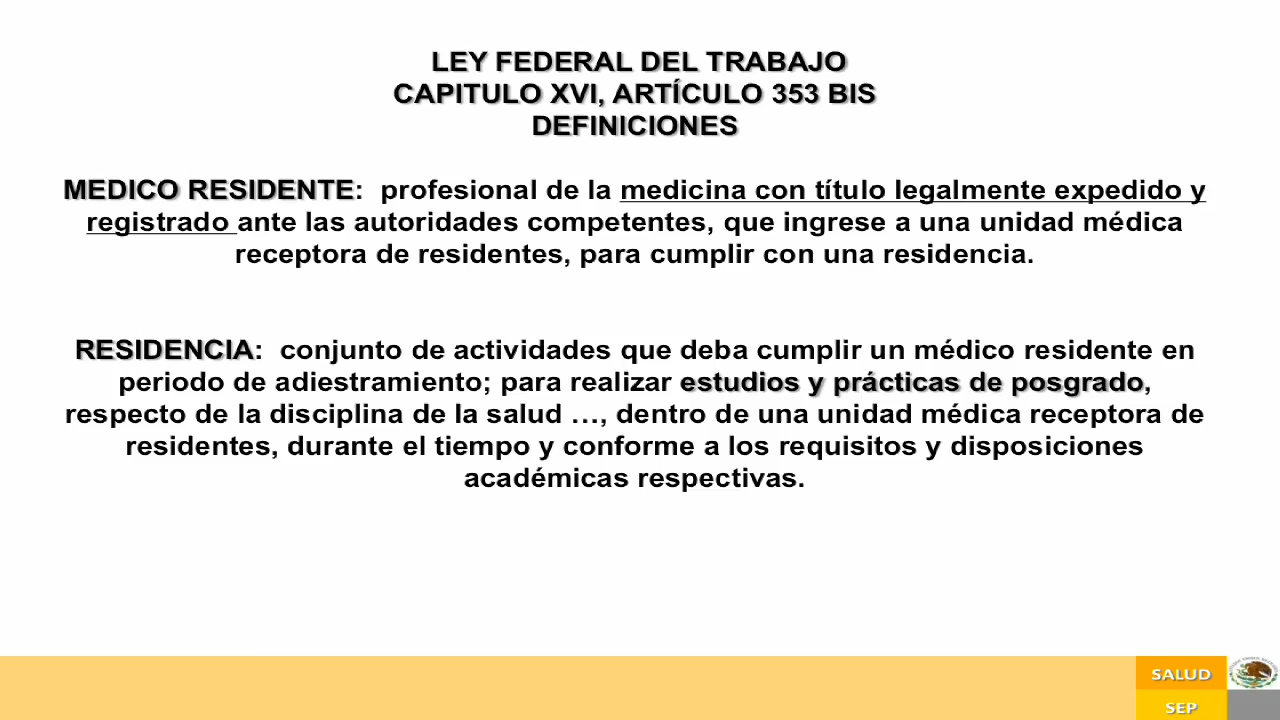 LEY FEDERAL DEL TRABAJO
CAPITULO XVI, ARTÍCULO 353 BIS
DEFINICIONES
MEDICO RESIDENTE:  profesional de la medicina con título legalmente expedido y
registrado ante las autoridades competentes, que ingrese a una unidad médica
receptora de residentes, para cumplir con una residencia.
RESIDENCIA:  conjunto de actividades que deba cumplir un médico residente en
periodo de adiestramiento; para realizar estudios y prácticas de posgrado,
respecto de la disciplina de la salud …, dentro de una unidad médica receptora de
residentes, durante el tiempo y conforme a los requisitos y disposiciones
académicas respectivas.
SALUD
SEP